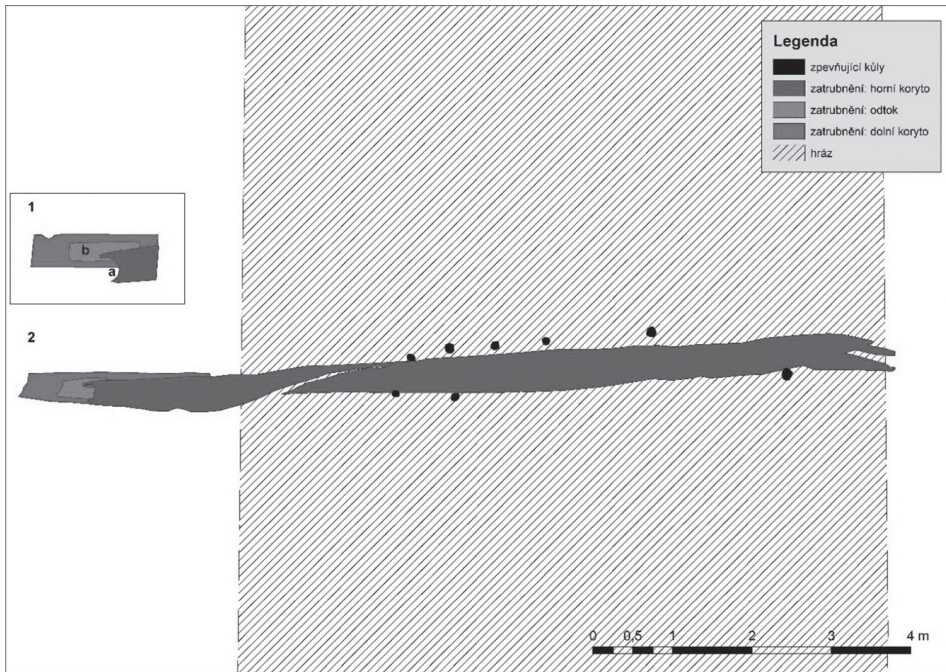 Legenda
zpevňující kůly
zatrubnění: horní koryto
zatrubnění: odtok
zatrubnění: dolní koryto
hráz
1
b
a
2
0 0,5 1 2 3 4 m